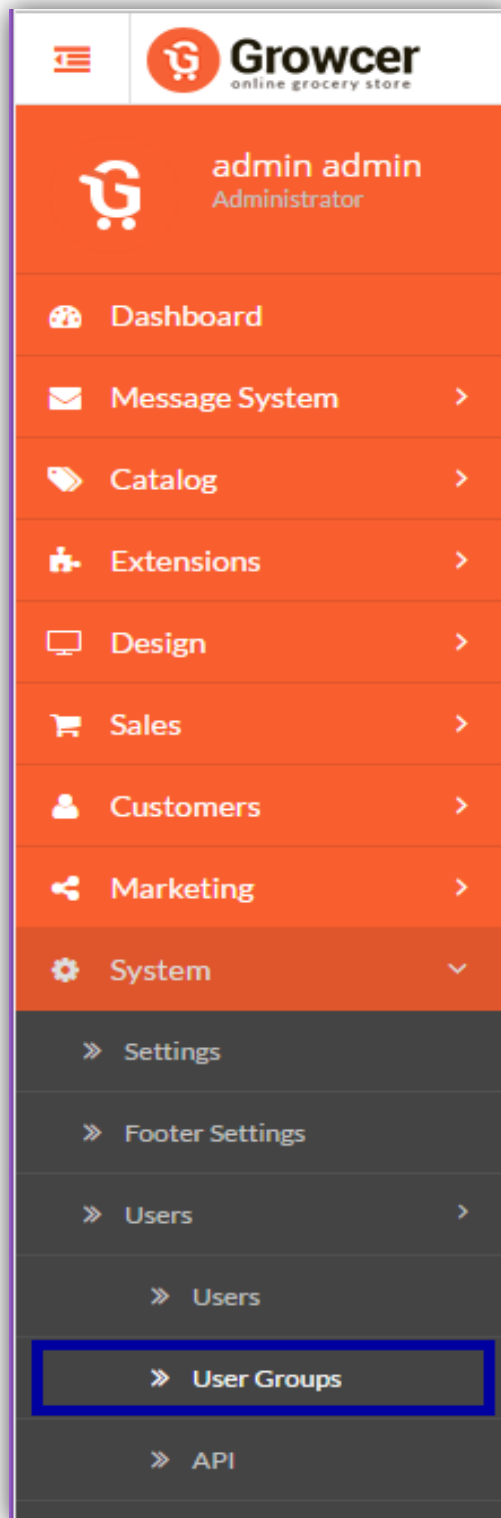 Growcer
online grocery store
admin admin
Administrator
Dashboard
Message System
Catalog
Extensions
Design
Sales
Customers
Marketing
System
Settings
Footer Settings
Users
Users
User Groups
API